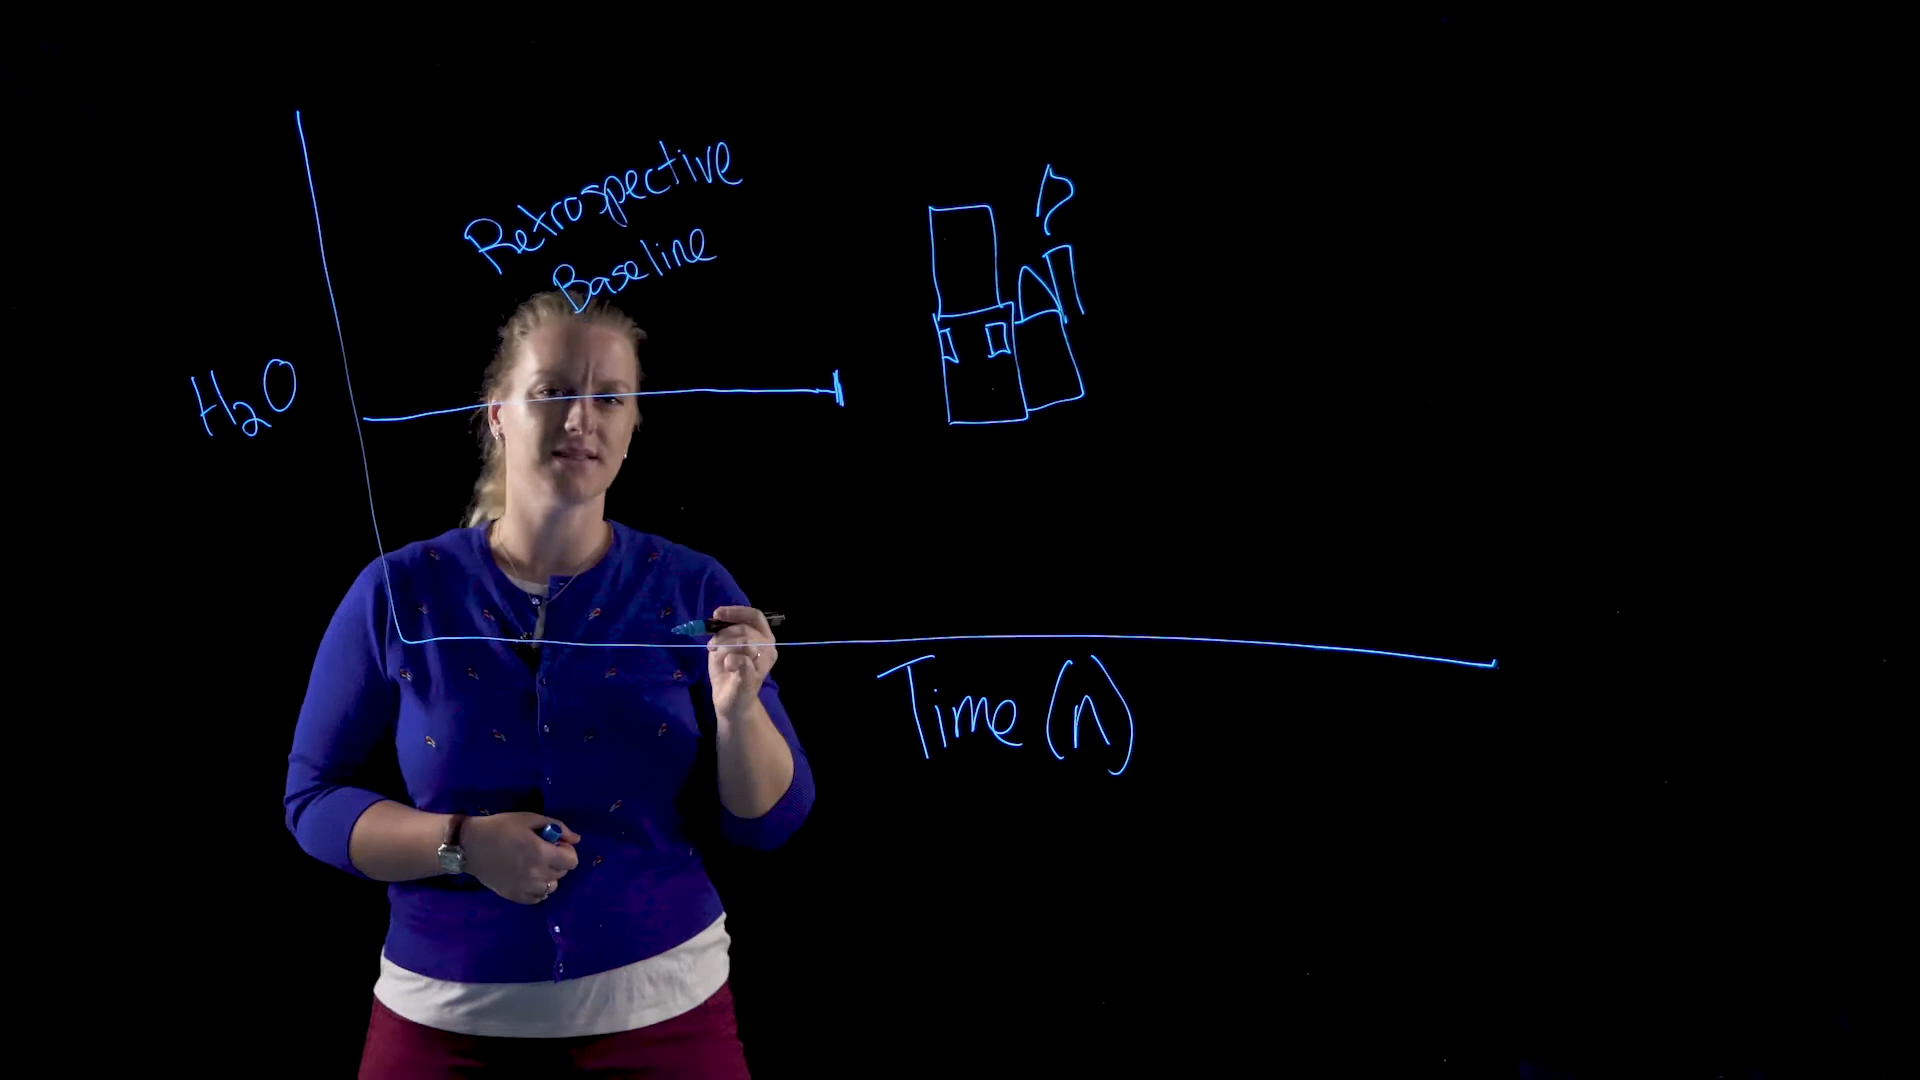 Retrospective
Baseline
H₂O
Time (n)